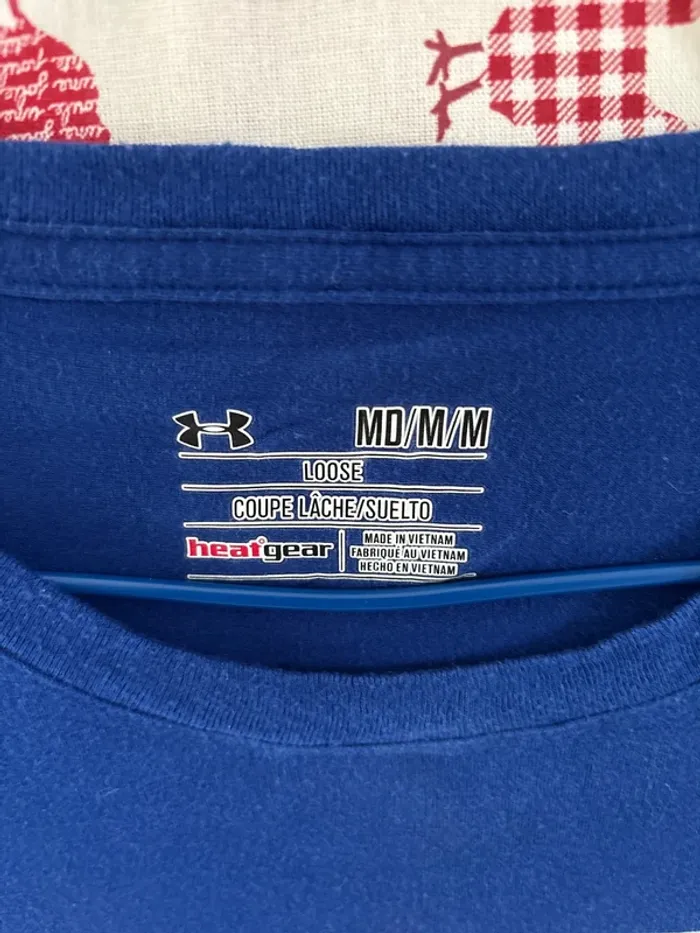 MD/M/M
LOOSE
COUPE LÂCHE/SUELTO
heatgear
MADE IN VIETNAM
FABRIQUÉ AU VIETNAM
HECHO EN VIETNAM